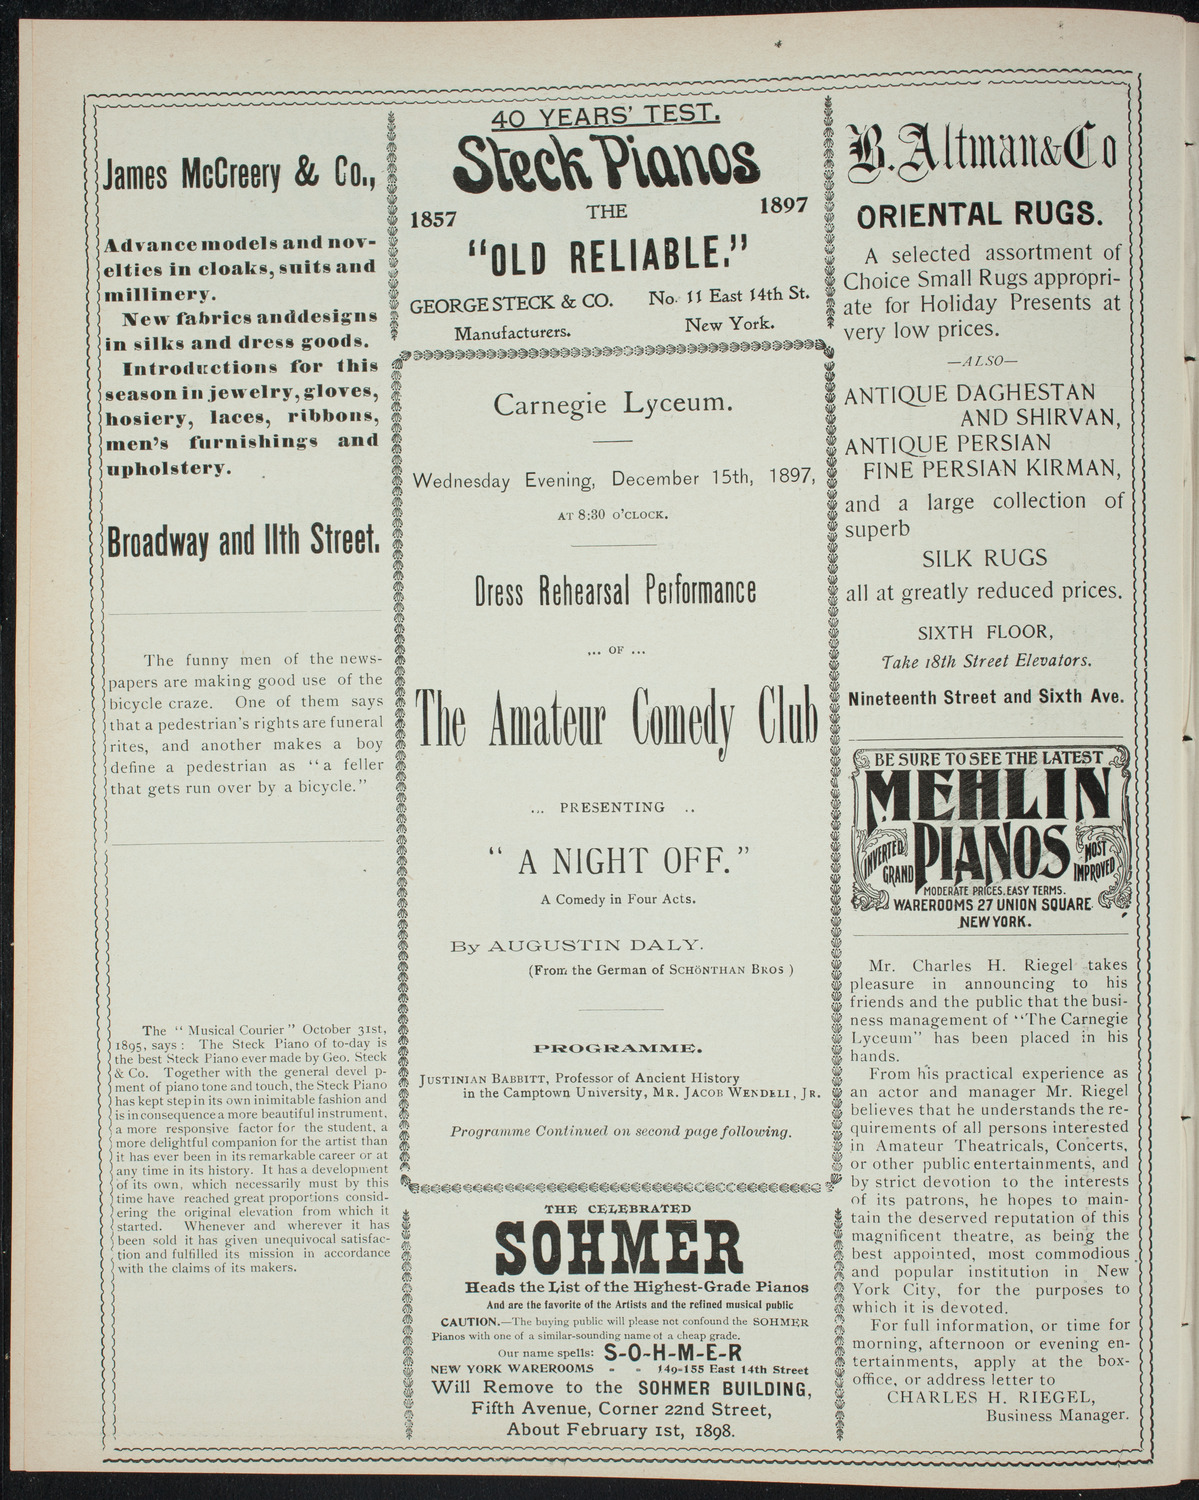 James McCreery & Co.,
Advance models and nov-
elties in cloaks, suits and
millinery.
New fabrics anddesigns
in silks and dress goods.
Introductions for this
season in jewelry, gloves,
hosiery, laces, ribbons,
men's furnishings and
upholstery.
Broadway and 11th Street.
The funny men of the news-
papers are making good use of the
bicycle craze. One of them says
that a pedestrian's rights are funeral
rites, and another makes a boy
define a pedestrian as "a feller
that gets run over by a bicycle."
The "Musical Courier" October 31st,
1895, says: The Steck Piano of to-day is
the best Steck Piano ever made by Geo. Steck
& Co. Together with the general devel p-
ment of piano tone and touch, the Steck Piano
has kept step in its own inimitable fashion and
is in consequence a more beautiful instrument,
a more responsive factor for the student, a
more delightful companion for the artist than
it has ever been in its remarkable career or at
any time in its history. It has a development
of its own, which necessarily must by this
time have reached great proportions consid-
ering the original elevation from which it
started. Whenever and wherever it has
been sold it has given unequivocal satisfac-
tion and fulfilled its mission in accordance
with the claims of its makers.
40 YEARS' TEST.
Steck Pianos
1857 THE 1897
"OLD RELIABLE."
GEORGE STECK & CO. No. 11 East 14th St.
Manufacturers. New York.
Carnegie Lyceum.
Wednesday Evening, December 15th, 1897,
AT 8:30 O'CLOCK.
Dress Rehearsal Performance
... OF ...
The Amateur Comedy Club
... PRESENTING ..
" A NIGHT OFF."
A Comedy in Four Acts.
By AUGUSTIN DALY.
(From the German of SCHÖNTHAN BROS )
PROGRAMME.
JUSTINIAN BABBITT, Professor of Ancient History
in the Camptown University, MR. JACOB WENDELL, JR.
Programme Continued on second page following.
THE CELEBRATED
SOHMER
Heads the List of the Highest-Grade Pianos
And are the favorite of the Artists and the refined musical public
CAUTION.—The buying public will please not confound the SOHMER
Pianos with one of a similar-sounding name of a cheap grade.
Our name spells: S-O-H-M-E-R
NEW YORK WAREROOMS - - 149-155 East 14th Street
Will Remove to the SOHMER BUILDING,
Fifth Avenue, Corner 22nd Street,
About February 1st, 1898.
B. Altman & Co
ORIENTAL RUGS.
A selected assortment of
Choice Small Rugs appropri-
ate for Holiday Presents at
very low prices.
—ALSO—
ANTIQUE DAGHESTAN
AND SHIRVAN,
ANTIQUE PERSIAN
FINE PERSIAN KIRMAN,
and a large collection of
superb
SILK RUGS
all at greatly reduced prices.
SIXTH FLOOR,
Take 18th Street Elevators.
Nineteenth Street and Sixth Ave.
BE SURE TO SEE THE LATEST
MEHLIN
INVERTED GRAND PIANOS MOST IMPROVED
MODERATE PRICES. EASY TERMS.
WAREROOMS 27 UNION SQUARE
NEW YORK.
Mr. Charles H. Riegel takes
pleasure in announcing to his
friends and the public that the busi-
ness management of "The Carnegie
Lyceum" has been placed in his
hands.
From his practical experience as
an actor and manager Mr. Riegel
believes that he understands the re-
quirements of all persons interested
in Amateur Theatricals, Concerts,
or other public entertainments, and
by strict devotion to the interests
of its patrons, he hopes to main-
tain the deserved reputation of this
magnificent theatre, as being the
best appointed, most commodious
and popular institution in New
York City, for the purposes to
which it is devoted.
For full information, or time for
morning, afternoon or evening en-
tertainments, apply at the box-
office, or address letter to
CHARLES H. RIEGEL,
Business Manager.